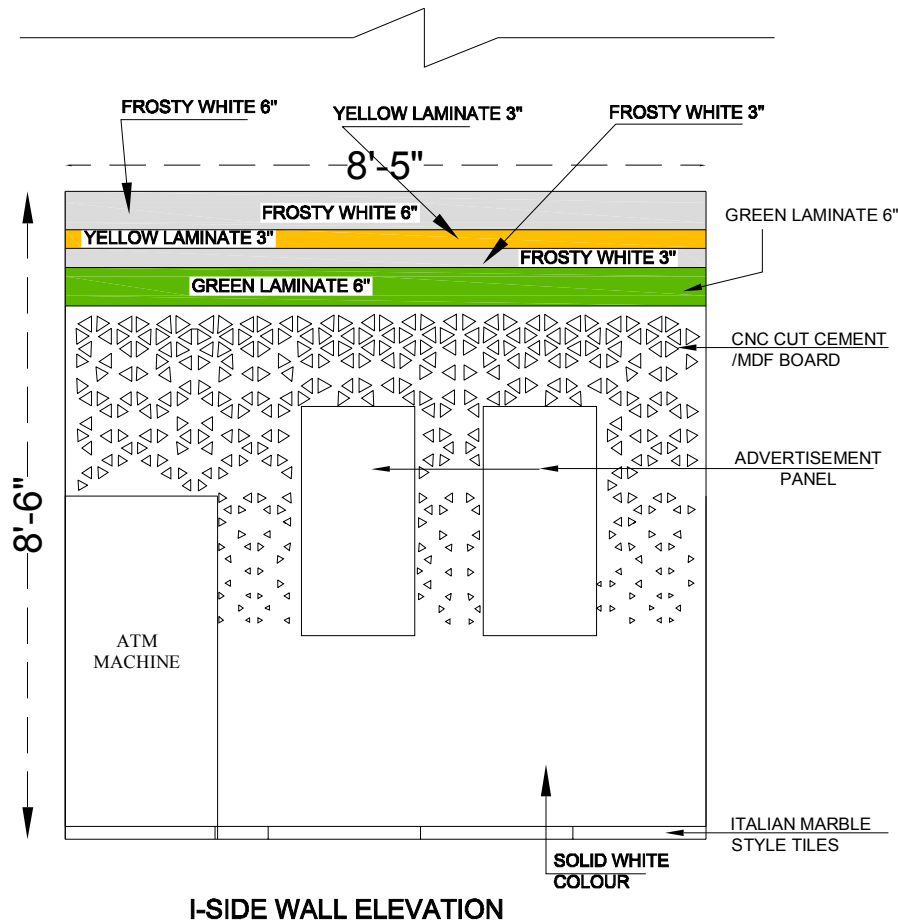 FROSTY WHITE 6"
YELLOW LAMINATE 3"
FROSTY WHITE 3"
8'-5"
FROSTY WHITE 6"
GREEN LAMINATE 6"
YELLOW LAMINATE 3"
FROSTY WHITE 3"
GREEN LAMINATE 6"
CNC CUT CEMENT
/MDF BOARD
ADVERTISEMENT
PANEL
8'-6"
ATM
MACHINE
ITALIAN MARBLE
STYLE TILES
SOLID WHITE
COLOUR
I-SIDE WALL ELEVATION